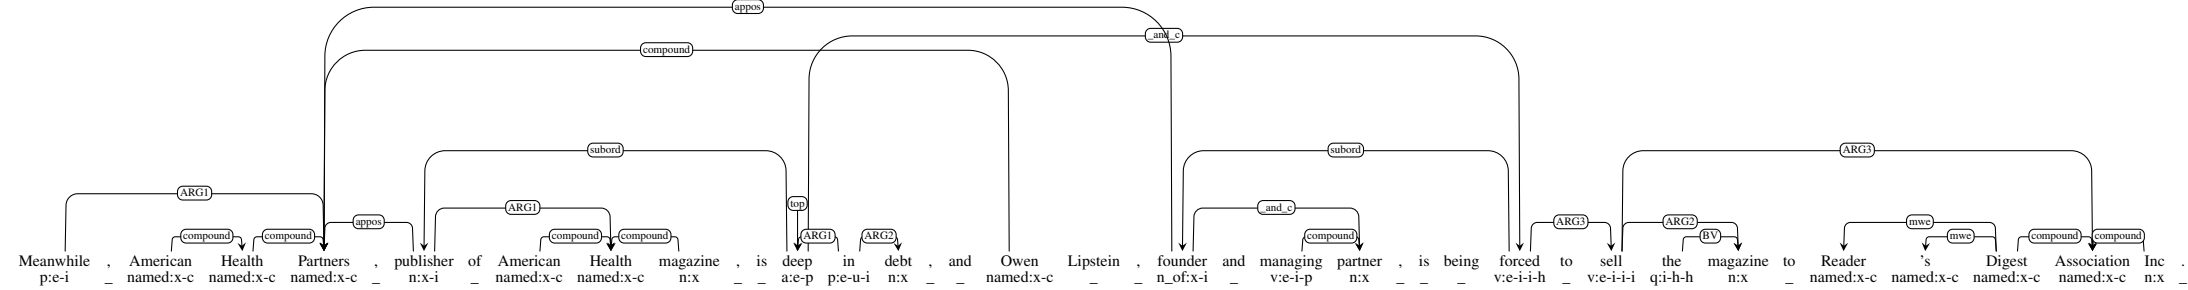 appos
_and_c
compound
subord subord ARG3
ARG1
top
ARG1 _and_c
appos ARG3 ARG2 mwe
compound compound compound compound ARG1 ARG2 compound BV mwe compound compound
Meanwhile , American Health Partners , publisher of American Health magazine , is deep in debt , and Owen Lipstein , founder and managing partner , is being forced to sell the magazine to Reader 's Digest Association Inc .
p:e-i _ named:x-c named:x-c named:x-c _ n:x-i _ named:x-c named:x-c n:x _ _ a:e-p p:e-u-i n:x _ _ named:x-c _ _ n_of:x-i _ v:e-i-p n:x _ _ _ v:e-i-i-h _ v:e-i-i-i q:i-h-h n:x _ named:x-c named:x-c named:x-c named:x-c n:x _